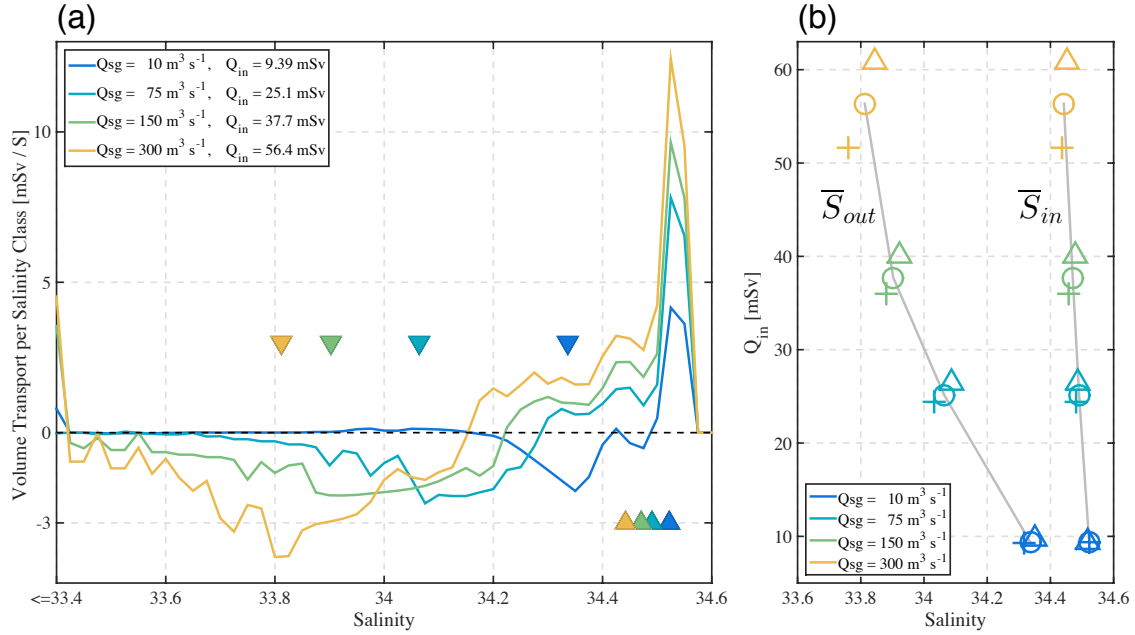 (a)
Qsg = 10 m³ s⁻¹, Q_in = 9.39 mSv
Qsg = 75 m³ s⁻¹, Q_in = 25.1 mSv
Qsg = 150 m³ s⁻¹, Q_in = 37.7 mSv
Qsg = 300 m³ s⁻¹, Q_in = 56.4 mSv
Volume Transport per Salinity Class [mSv / S]
10
5
0
-3
<=33.4 33.6 33.8 34 34.2 34.4 34.6
Salinity
(b)
Q_in [mSv]
60
50
40
30
20
10
S̅_out S̅_in
Qsg = 10 m³ s⁻¹
Qsg = 75 m³ s⁻¹
Qsg = 150 m³ s⁻¹
Qsg = 300 m³ s⁻¹
33.6 33.8 34 34.2 34.4 34.6
Salinity